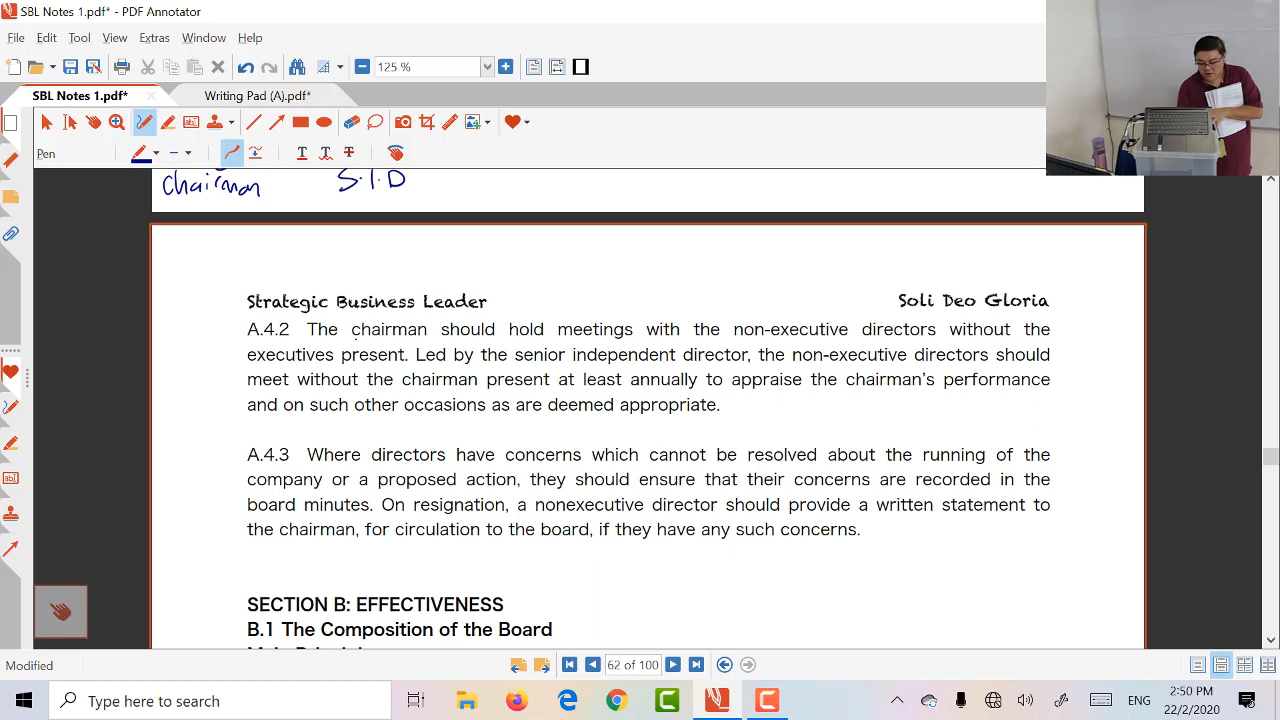 SBL Notes 1.pdf* - PDF Annotator
File Edit Tool View Extras Window Help
125 %
SBL Notes 1.pdf*
Writing Pad (A).pdf*
Pen
T T T
Chairman S.I.D
Strategic Business Leader Soli Deo Gloria
A.4.2 The chairman should hold meetings with the non-executive directors without the
executives present. Led by the senior independent director, the non-executive directors should
meet without the chairman present at least annually to appraise the chairman's performance
and on such other occasions as are deemed appropriate.
A.4.3 Where directors have concerns which cannot be resolved about the running of the
company or a proposed action, they should ensure that their concerns are recorded in the
board minutes. On resignation, a nonexecutive director should provide a written statement to
the chairman, for circulation to the board, if they have any such concerns.
SECTION B: EFFECTIVENESS
B.1 The Composition of the Board
Modified
62 of 100
Type here to search
ENG
2:50 PM
22/2/2020